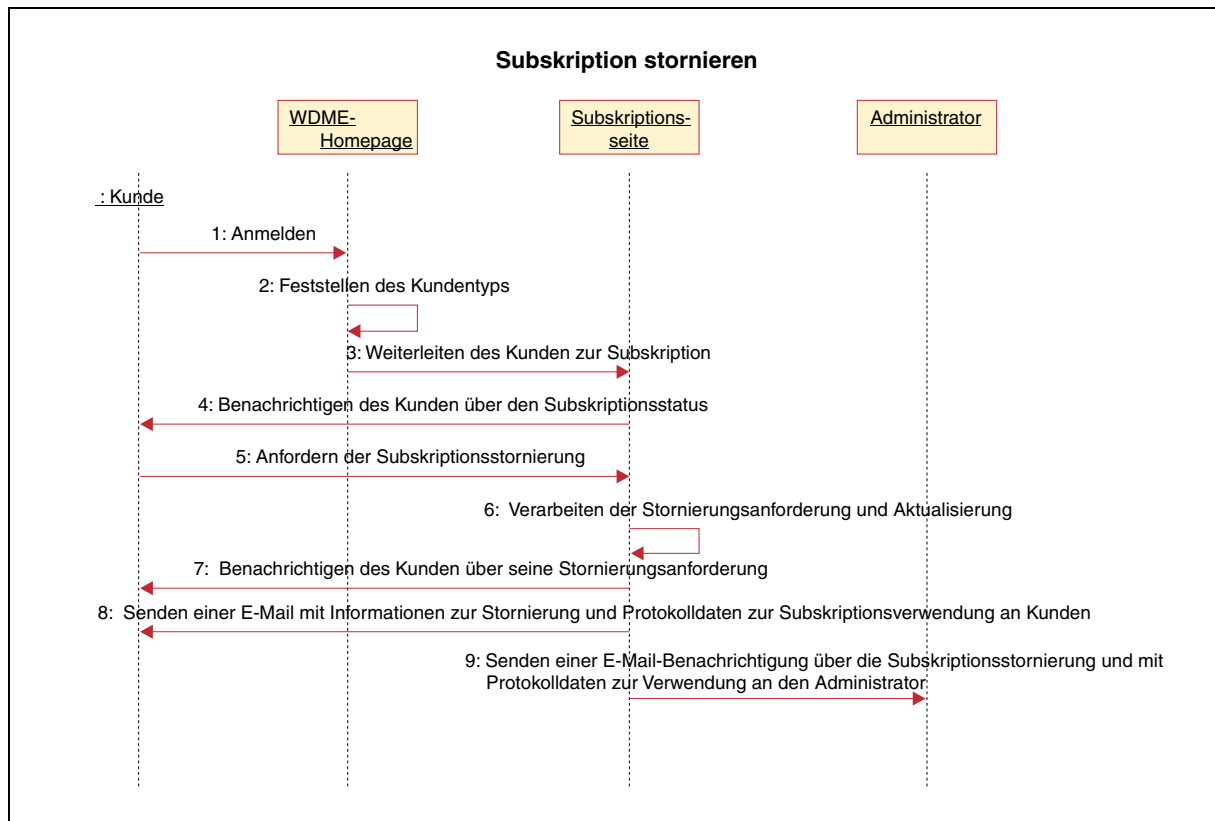 Subskription stornieren
WDME-
Homepage
Subskriptions-
seite
Administrator
: Kunde
1: Anmelden
2: Feststellen des Kundentyps
3: Weiterleiten des Kunden zur Subskription
4: Benachrichtigen des Kunden über den Subskriptionsstatus
5: Anfordern der Subskriptionsstornierung
6: Verarbeiten der Stornierungsanforderung und Aktualisierung
7: Benachrichtigen des Kunden über seine Stornierungsanforderung
8: Senden einer E-Mail mit Informationen zur Stornierung und Protokolldaten zur Subskriptionsverwendung an Kunden
9: Senden einer E-Mail-Benachrichtigung über die Subskriptionsstornierung und mit
Protokolldaten zur Verwendung an den Administrator